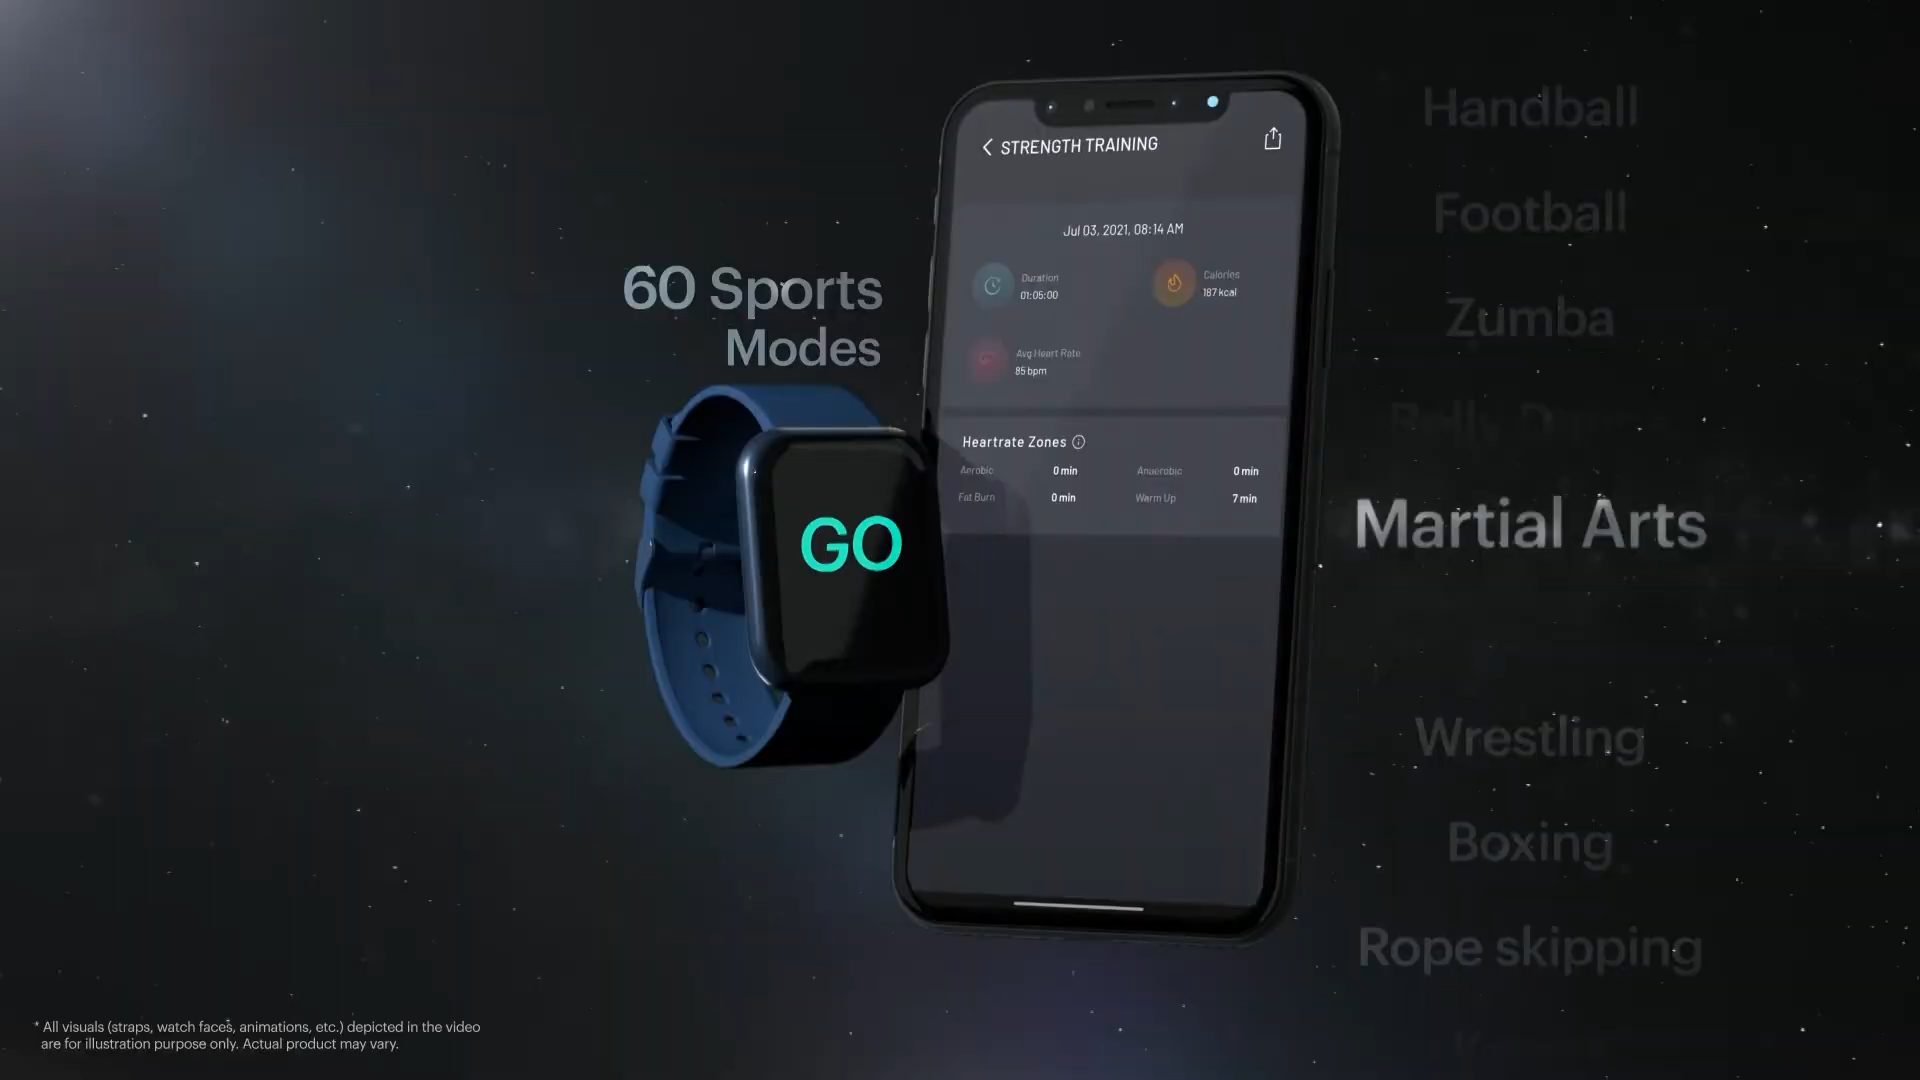 60 Sports
Modes
GO
STRENGTH TRAINING
Jul 03, 2021, 08:14 AM
Duration
01:05:00
Calories
187 kcal
Avg Heart Rate
85 bpm
Heartrate Zones
Aerobic 0 min Anaerobic 0 min
Fat Burn 0 min Warm Up 7 min
Handball
Football
Zumba
Belly Dance
Martial Arts
Wrestling
Boxing
Rope skipping
* All visuals (straps, watch faces, animations, etc.) depicted in the video
are for illustration purpose only. Actual product may vary.